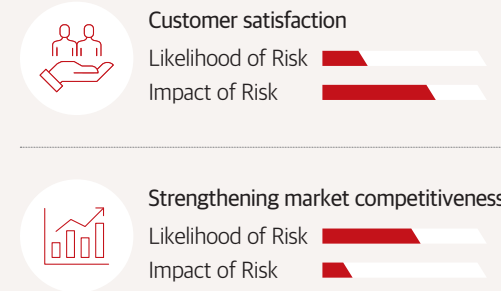 Customer satisfaction
Likelihood of Risk
Impact of Risk
Strengthening market competitiveness
Likelihood of Risk
Impact of Risk